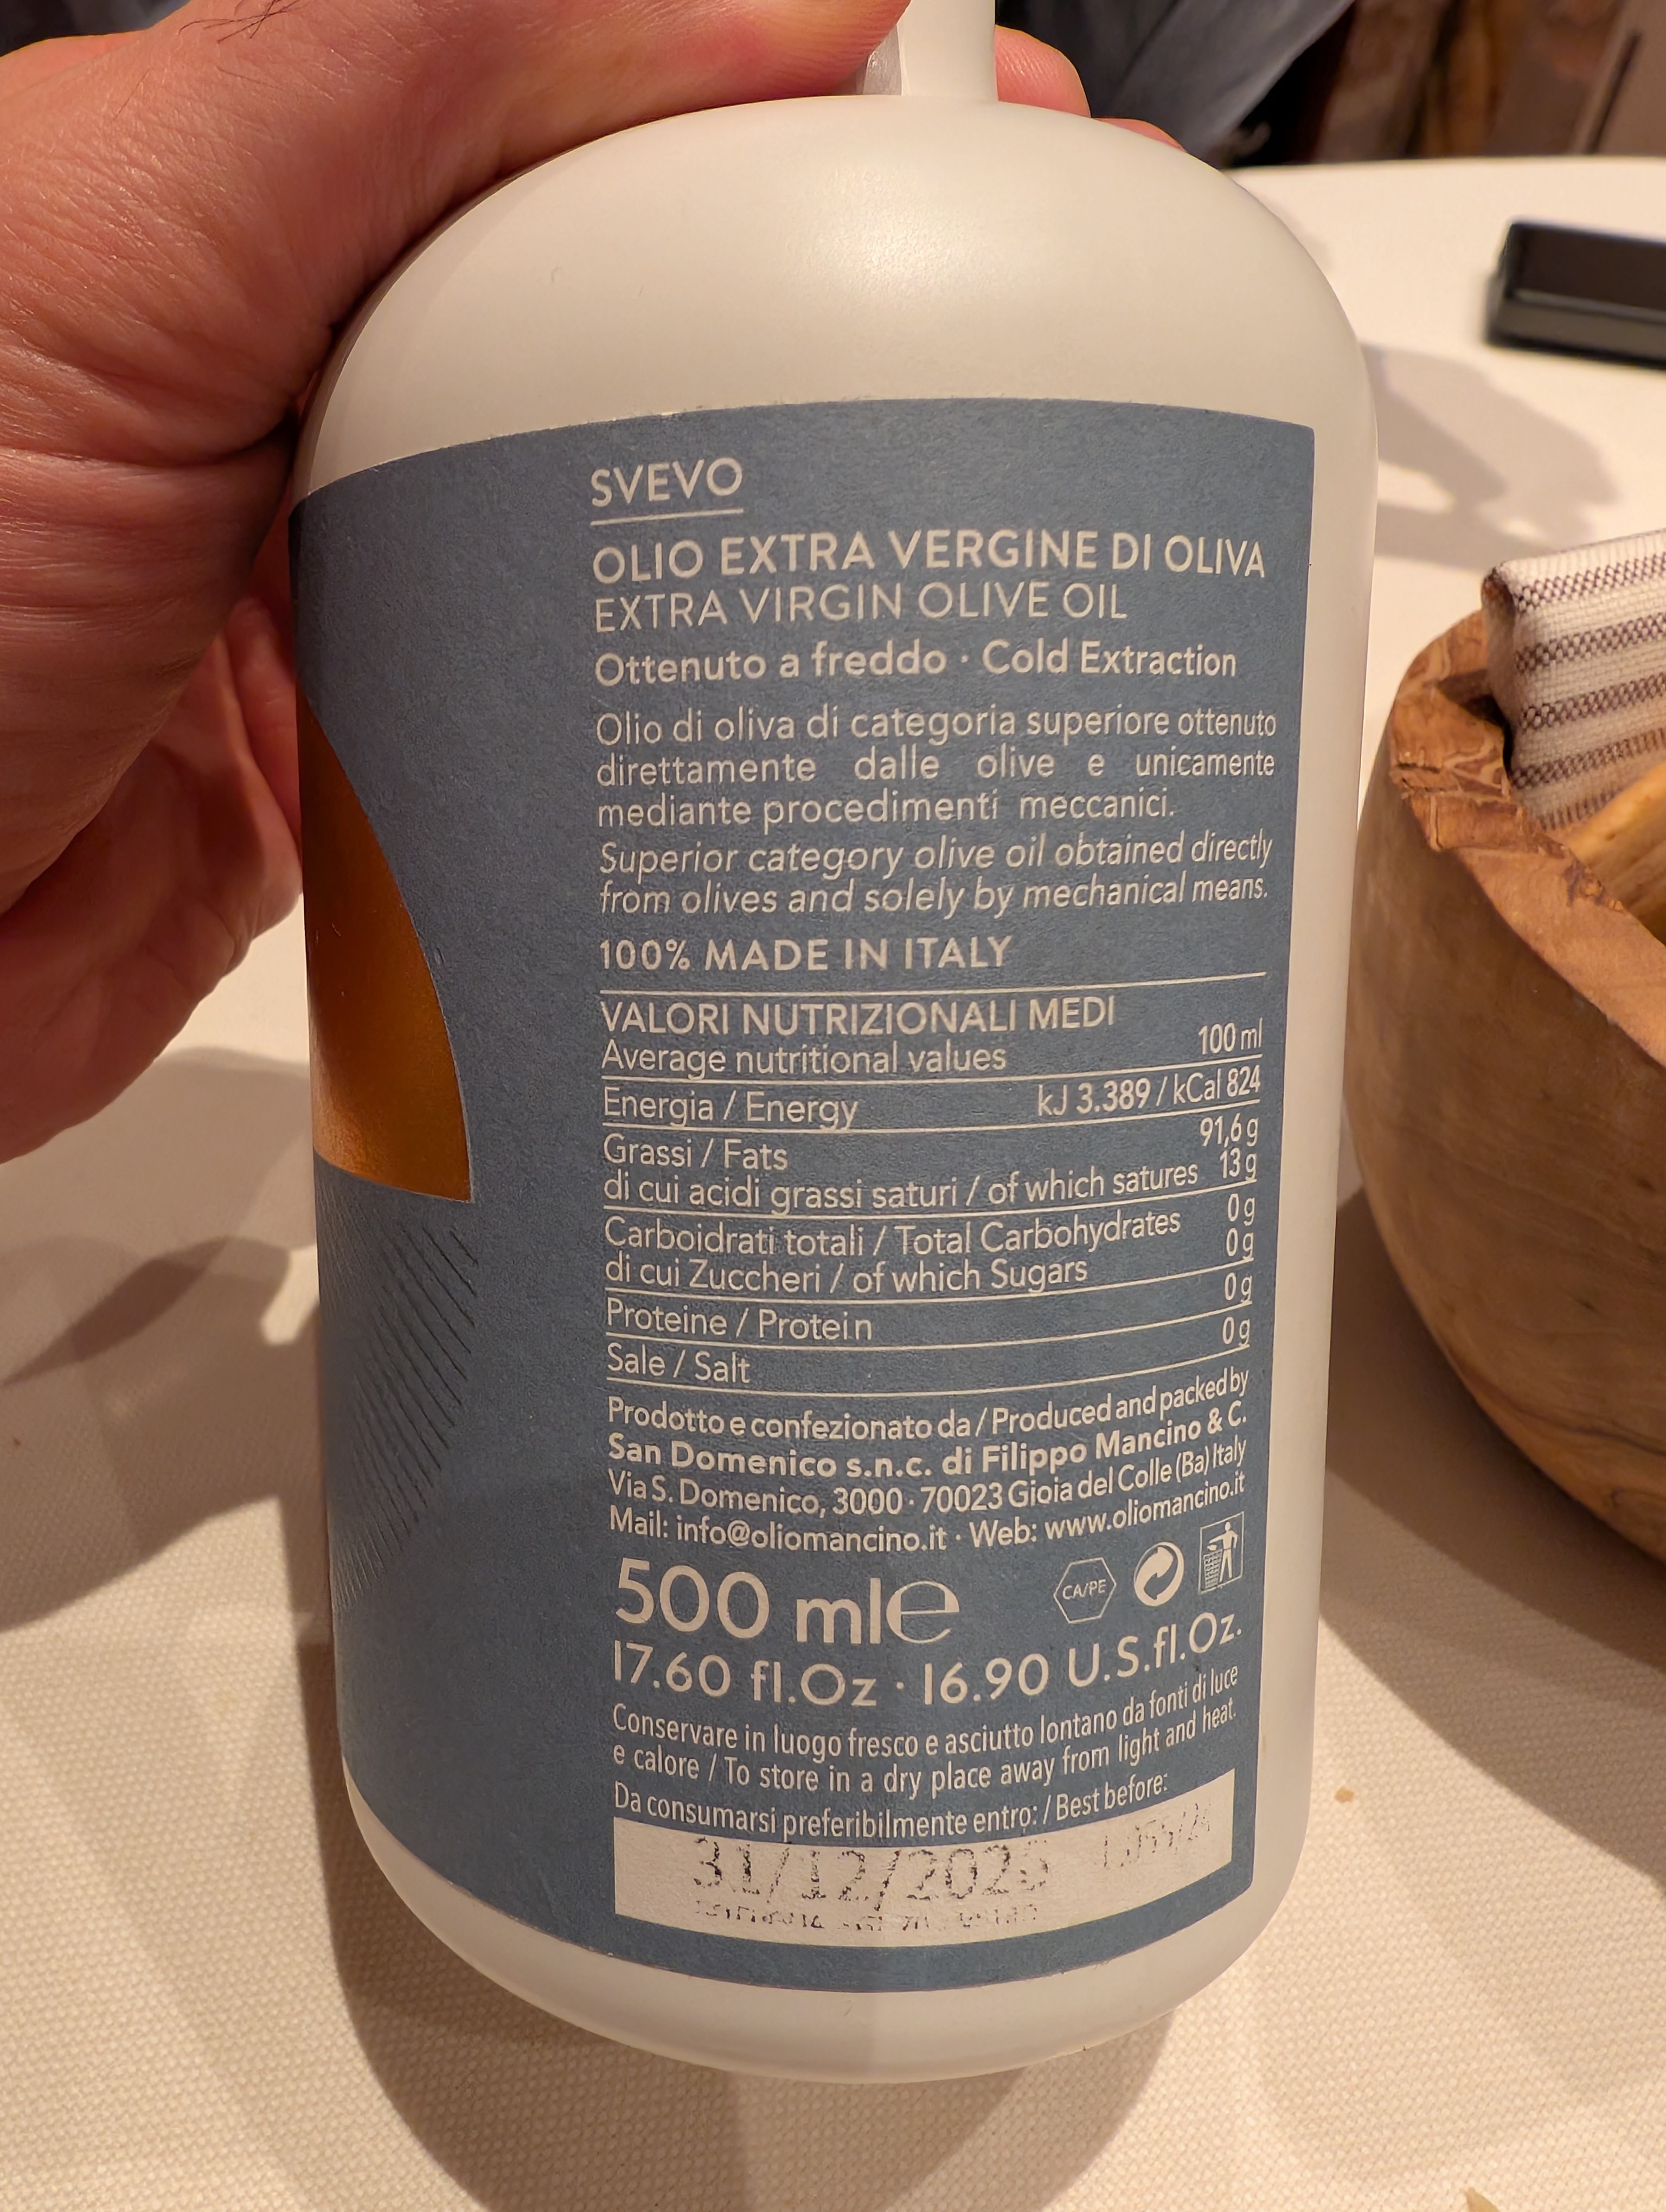 SVEVO
OLIO EXTRA VERGINE DI OLIVA
EXTRA VIRGIN OLIVE OIL
Ottenuto a freddo · Cold Extraction
Olio di oliva di categoria superiore ottenuto
direttamente dalle olive e unicamente
mediante procedimenti meccanici.
Superior category olive oil obtained directly
from olives and solely by mechanical means.
100% MADE IN ITALY
VALORI NUTRIZIONALI MEDI
Average nutritional values 100 ml
Energia / Energy kJ 3.389 / kCal 824
Grassi / Fats 91,6 g
di cui acidi grassi saturi / of which satures 13 g
Carboidrati totali / Total Carbohydrates 0 g
di cui Zuccheri / of which Sugars 0 g
Proteine / Protein 0 g
Sale / Salt 0 g
Prodotto e confezionato da / Produced and packed by
San Domenico s.n.c. di Filippo Mancino & C.
Via S. Domenico, 3000 · 70023 Gioia del Colle (Ba) Italy
Mail: info@oliomancino.it · Web: www.oliomancino.it
CA/PE
500 ml e
17.60 fl.Oz · 16.90 U.S.fl.Oz.
Conservare in luogo fresco e asciutto lontano da fonti di luce
e calore / To store in a dry place away from light and heat.
Da consumarsi preferibilmente entro: / Best before:
31/12/2025